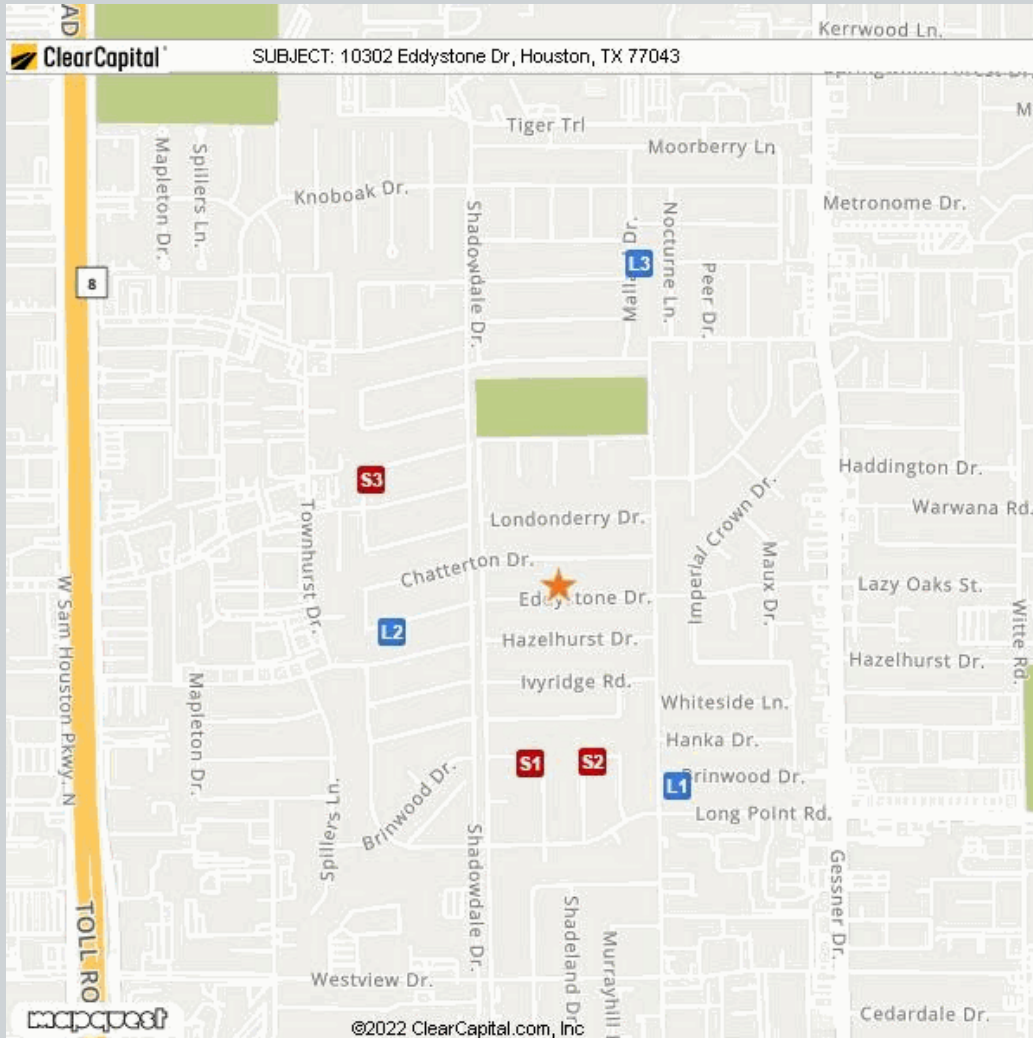 AD
Kerrwood Ln.
ClearCapital
SUBJECT: 10302 Eddystone Dr, Houston, TX 77043
Tiger Trl
Moorberry Ln
Mapleton Dr.
Spillers Ln.
Knoboak Dr.
Shadowdale Dr.
Nocturne Ln.
Metronome Dr.
L3
Peer Dr.
8
S3
Haddington Dr.
Warwana Rd.
Londonderry Dr.
Imperial Crown Dr.
Townhurst Dr.
Chatterton Dr.
Maux Dr.
Lazy Oaks St.
W Sam Houston Pkwy. N
Witte Rd.
L2
Hazelhurst Dr.
Hazelhurst Dr.
Ivyridge Rd.
Mapleton Dr.
Whiteside Ln.
Hanka Dr.
S1
S2
L1
Brinwood Dr.
Brinwood Dr.
Long Point Rd.
Spillers Ln.
Shadowdale Dr.
Gessner Dr.
TOLL RO
Shadeland Dr.
Murrayhill
Westview Dr.
Cedardale Dr.
mapquest
©2022 ClearCapital.com, Inc